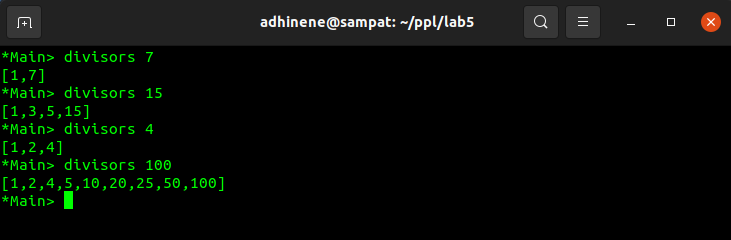 adhinene@sampat: ~/ppl/lab5
*Main> divisors 7
[1,7]
*Main> divisors 15
[1,3,5,15]
*Main> divisors 4
[1,2,4]
*Main> divisors 100
[1,2,4,5,10,20,25,50,100]
*Main>